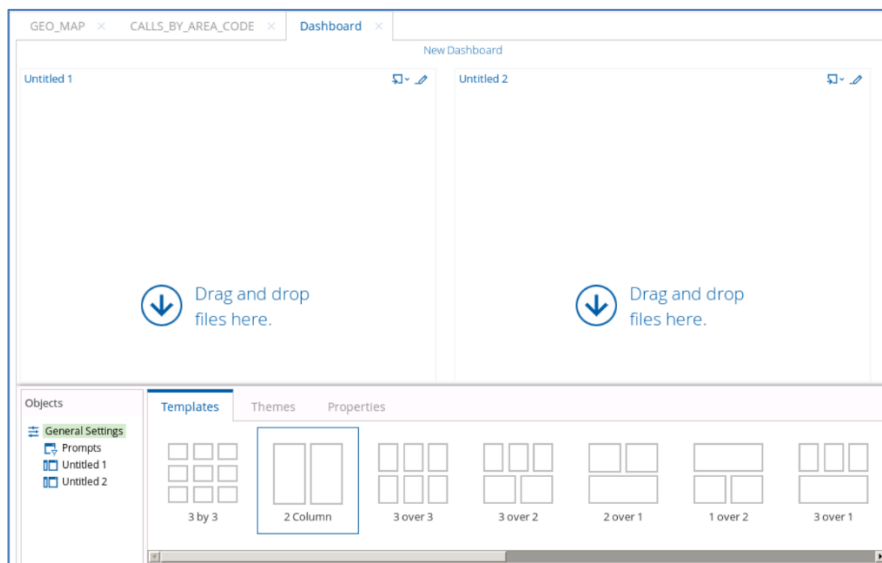 GEO_MAP × CALLS_BY_AREA_CODE × Dashboard ×
New Dashboard
Untitled 1
Untitled 2
Drag and drop
files here.
Drag and drop
files here.
Objects
General Settings
Prompts
Untitled 1
Untitled 2
Templates Themes Properties
3 by 3 2 Column 3 over 3 3 over 2 2 over 1 1 over 2 3 over 1